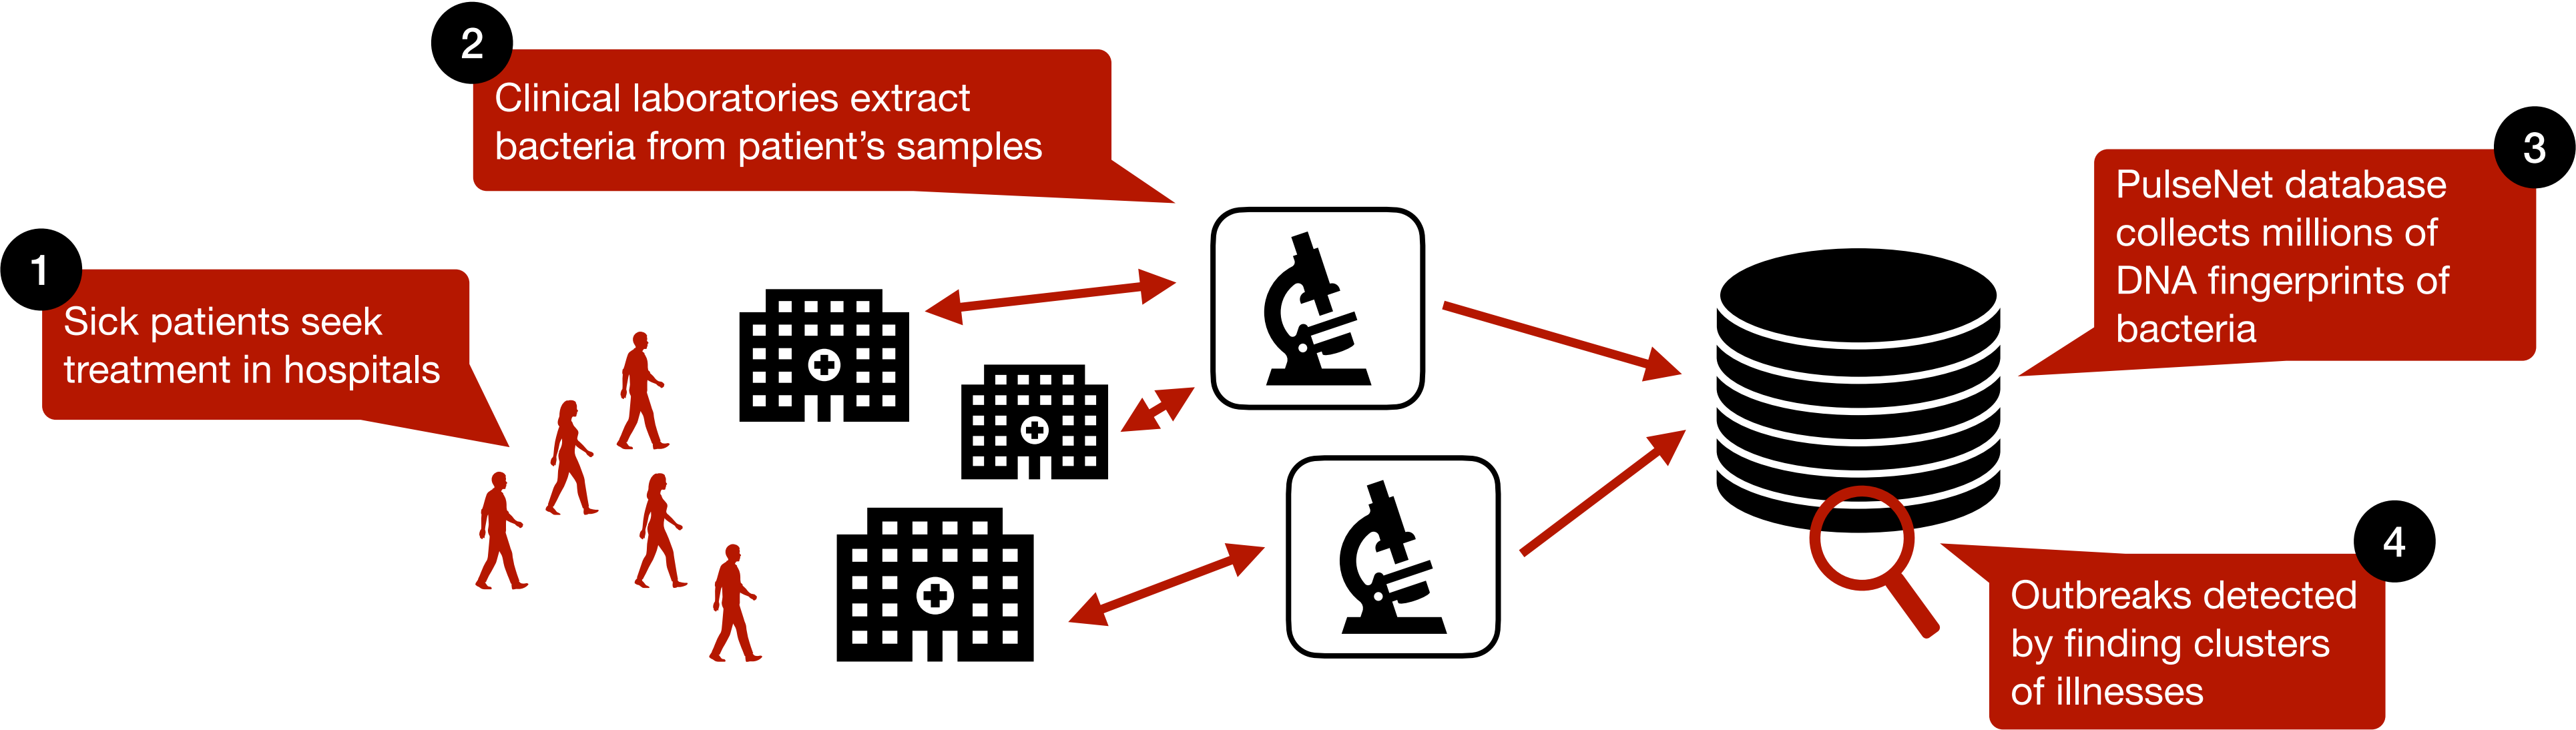 1
Sick patients seek
treatment in hospitals
2
Clinical laboratories extract
bacteria from patient’s samples
3
PulseNet database
collects millions of
DNA fingerprints of
bacteria
4
Outbreaks detected
by finding clusters
of illnesses